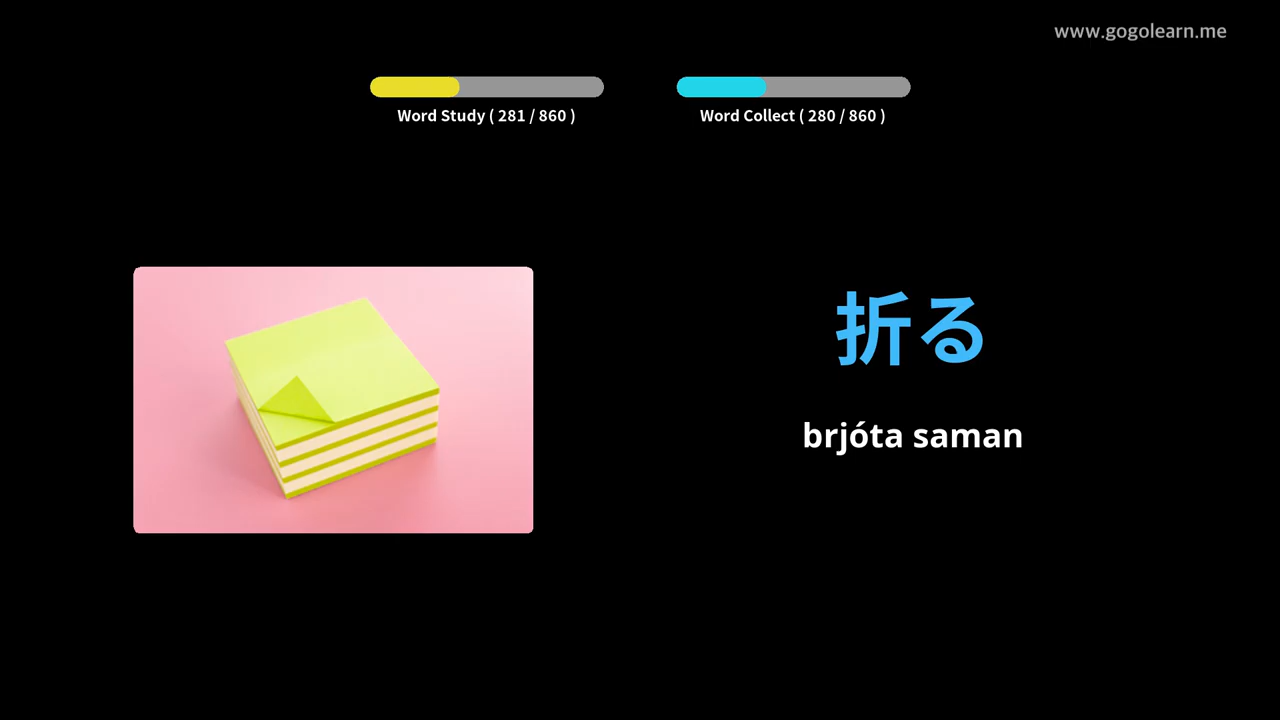 www.gogolearn.me
Word Study ( 281 / 860 )
Word Collect ( 280 / 860 )
折る
brjóta saman